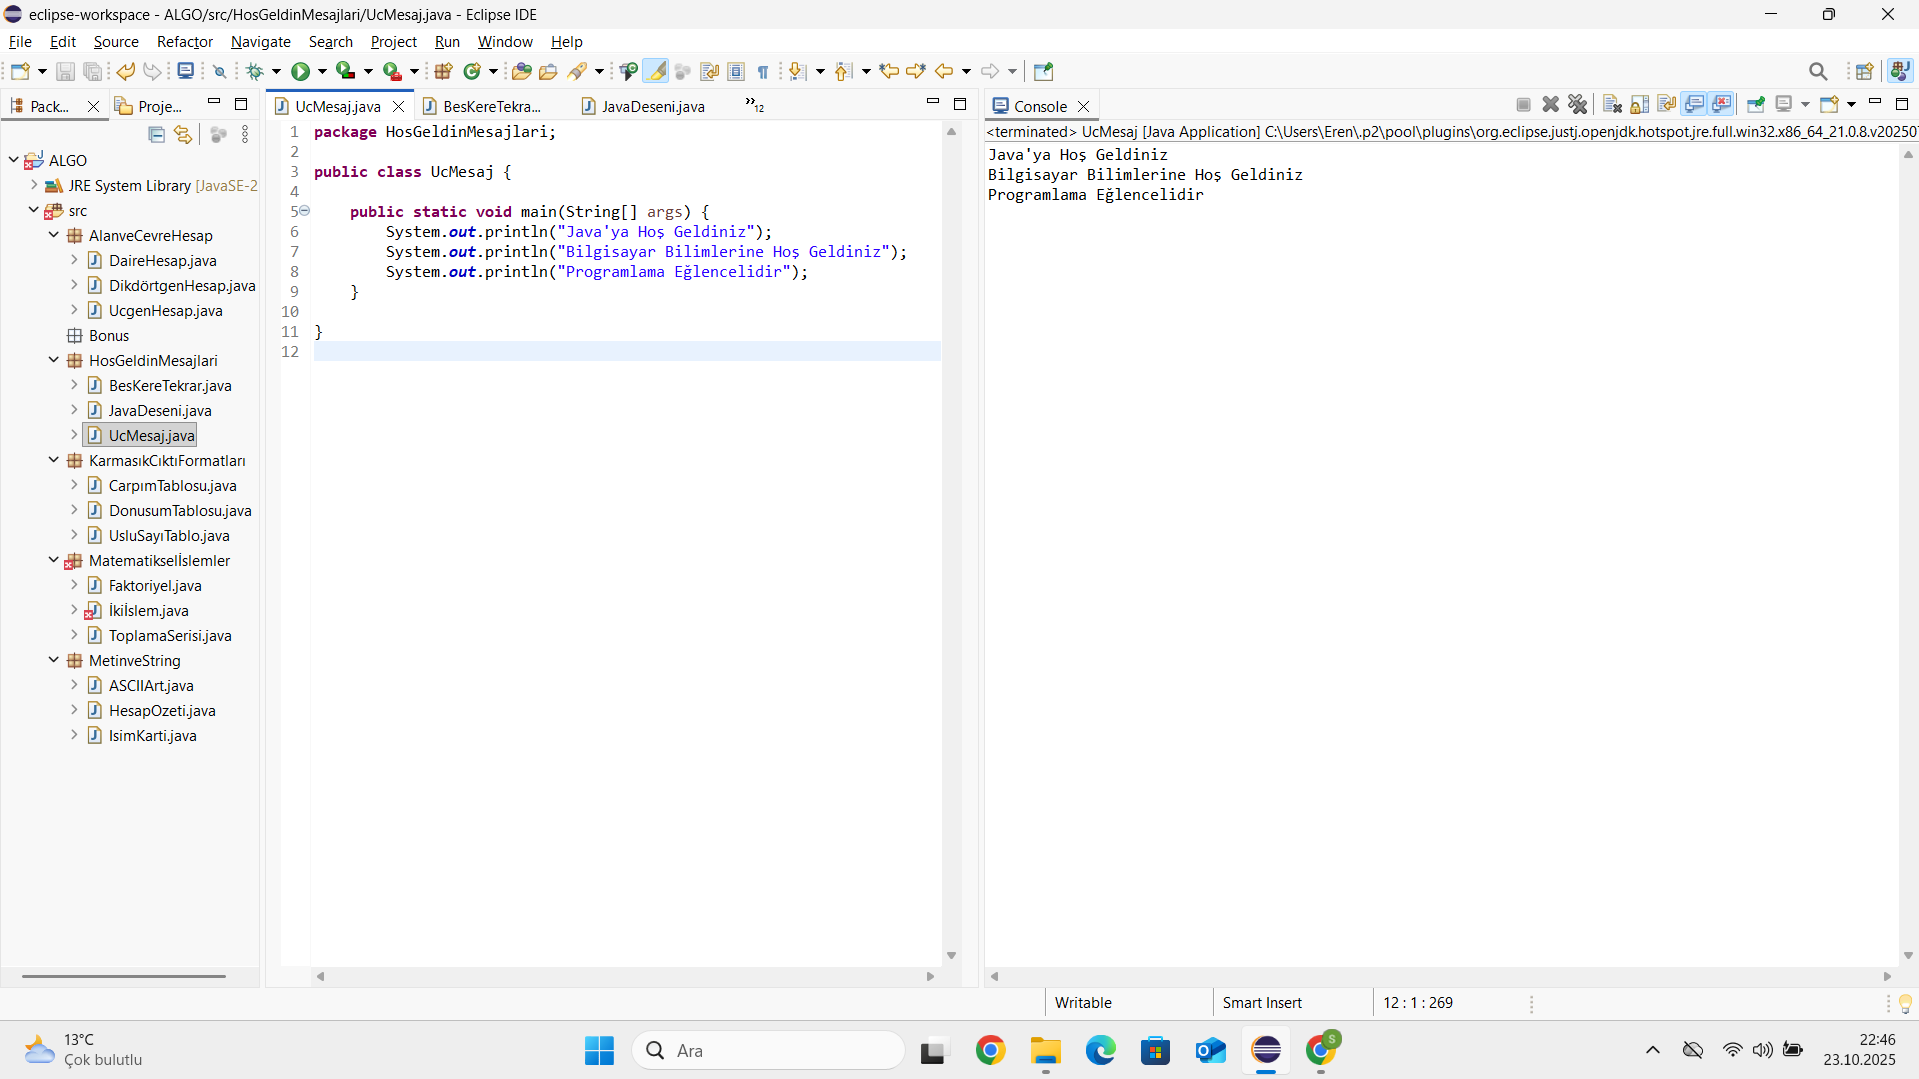 eclipse-workspace - ALGO/src/HosGeldinMesajlari/UcMesaj.java - Eclipse IDE
File Edit Source Refactor Navigate Search Project Run Window Help
Pack... Proje...
ALGO
JRE System Library [JavaSE-2
src
AlanveCevreHesap
DaireHesap.java
DikdörtgenHesap.java
UcgenHesap.java
Bonus
HosGeldinMesajlari
BesKereTekrar.java
JavaDeseni.java
UcMesaj.java
KarmasıkCıktıFormatları
CarpımTablosu.java
DonusumTablosu.java
UsluSayıTablo.java
Matematikselİslemler
Faktoriyel.java
İkiİslem.java
ToplamaSerisi.java
MetinveString
ASCIIArt.java
HesapOzeti.java
IsimKarti.java
UcMesaj.java BesKereTekra... JavaDeseni.java »12
1 package HosGeldinMesajlari;
2
3 public class UcMesaj {
4
5 public static void main(String[] args) {
6 System.out.println("Java'ya Hoş Geldiniz");
7 System.out.println("Bilgisayar Bilimlerine Hoş Geldiniz");
8 System.out.println("Programlama Eğlencelidir");
9 }
10
11 }
12
Console
<terminated> UcMesaj [Java Application] C:\Users\Eren\.p2\pool\plugins\org.eclipse.justj.openjdk.hotspot.jre.full.win32.x86_64_21.0.8.v20250
Java'ya Hoş Geldiniz
Bilgisayar Bilimlerine Hoş Geldiniz
Programlama Eğlencelidir
Writable Smart Insert 12 : 1 : 269
13°C
Çok bulutlu
Ara
S
22:46
23.10.2025